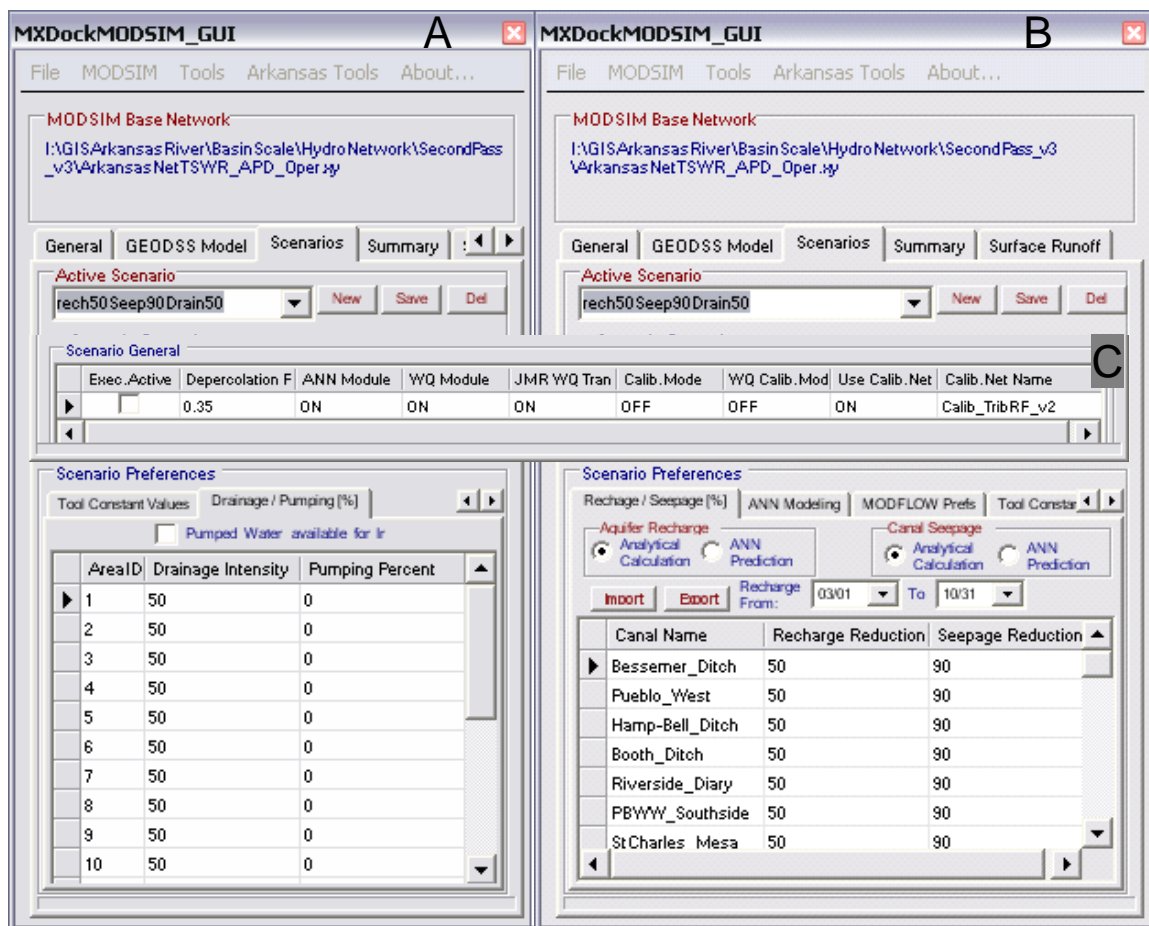 MXDockMODSIM_GUI A
File MODSIM Tools Arkansas Tools About...
MODSIM Base Network
I:\GISArkansasRiver\BasinScale\HydroNetwork\SecondPass
_v3\ArkansasNetTSWR_APD_Oper.xy
General GEODSS Model Scenarios Summary
Active Scenario
rech50Seep90Drain50 New Save Del
MXDockMODSIM_GUI B
File MODSIM Tools Arkansas Tools About...
MODSIM Base Network
I:\GISArkansasRiver\BasinScale\HydroNetwork\SecondPass_v3
\ArkansasNetTSWR_APD_Oper.xy
General GEODSS Model Scenarios Summary Surface Runoff
Active Scenario
rech50Seep90Drain50 New Save Del
C
Scenario General
Exec.Active Depercolation F ANN Module WQ Module JMR WQ Tran Calib.Mode WQ Calib.Mod Use Calib.Net Calib.Net Name
0.35 ON ON ON OFF OFF ON Calib_TribRF_v2
Scenario Preferences
Tool Constant Values Drainage / Pumping [%]
Pumped Water available for Ir
AreaID Drainage Intensity Pumping Percent
1 50 0
2 50 0
3 50 0
4 50 0
5 50 0
6 50 0
7 50 0
8 50 0
9 50 0
10 50 0
Scenario Preferences
Rechage / Seepage [%] ANN Modeling MODFLOW Prefs Tool Constar
Aquifer Recharge Canal Seepage
Analytical ANN Analytical ANN
Calculation Prediction Calculation Prediction
Import Export Recharge From: 03/01 To 10/31
Canal Name Recharge Reduction Seepage Reduction
Bessemer_Ditch 50 90
Pueblo_West 50 90
Hamp-Bell_Ditch 50 90
Booth_Ditch 50 90
Riverside_Diary 50 90
PBWW_Southside 50 90
StCharles_Mesa 50 90